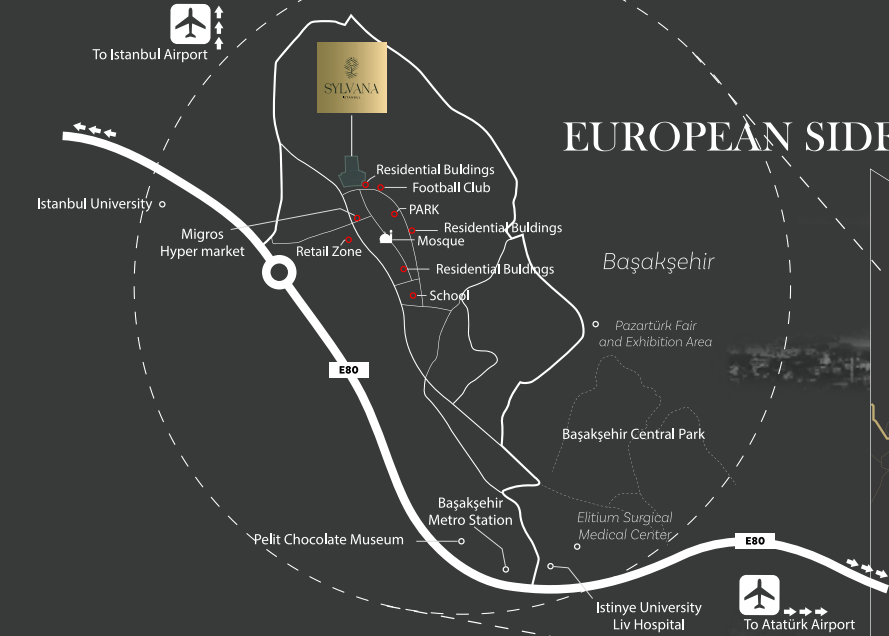 To Istanbul Airport
SYLVANA
EUROPEAN SIDE
Residential Buldings
Football Club
Istanbul University
PARK
Migros
Hyper market
Residential Buldings
Mosque
Retail Zone
Başakşehir
Residential Buldings
School
Pazartürk Fair
and Exhibition Area
E80
Başakşehir Central Park
Başakşehir
Metro Station
Elitium Surgical
Medical Center
Pelit Chocolate Museum
E80
Istinye University
Liv Hospital
To Atatürk Airport